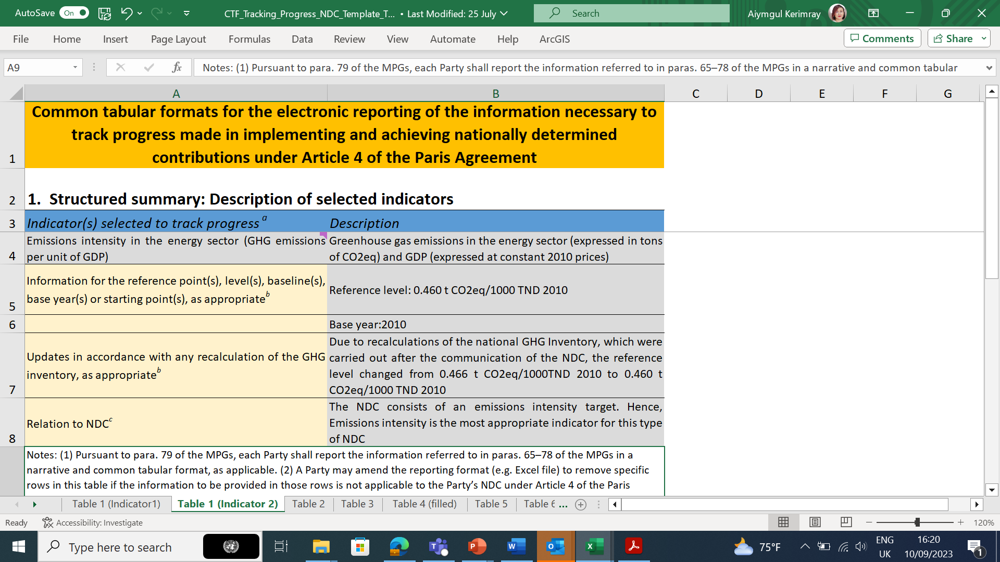 AutoSave On CTF_Tracking_Progress_NDC_Template_T... • Last Modified: 25 July Search Aiymgul Kerimray
File Home Insert Page Layout Formulas Data Review View Automate Help ArcGIS Comments Share
A9 fx Notes: (1) Pursuant to para. 79 of the MPGs, each Party shall report the information referred to in paras. 65–78 of the MPGs in a narrative and common tabular
A B C D E F G
Common tabular formats for the electronic reporting of the information necessary to
track progress made in implementing and achieving nationally determined
1 contributions under Article 4 of the Paris Agreement
2 1. Structured summary: Description of selected indicators
3 Indicator(s) selected to track progress a Description
Emissions intensity in the energy sector (GHG emissions Greenhouse gas emissions in the energy sector (expressed in tons
4 per unit of GDP) of CO2eq) and GDP (expressed at constant 2010 prices)
Information for the reference point(s), level(s), baseline(s),
Reference level: 0.460 t CO2eq/1000 TND 2010
base year(s) or starting point(s), as appropriate b
5
6 Base year:2010
Due to recalculations of the national GHG Inventory, which were
Updates in accordance with any recalculation of the GHG carried out after the communication of the NDC, the reference
inventory, as appropriate b level changed from 0.466 t CO2eq/1000TND 2010 to 0.460 t
7 CO2eq/1000 TND 2010
The NDC consists of an emissions intensity target. Hence,
Relation to NDC c Emissions intensity is the most appropriate indicator for this type
8 of NDC
Notes: (1) Pursuant to para. 79 of the MPGs, each Party shall report the information referred to in paras. 65–78 of the MPGs in a
narrative and common tabular format, as applicable. (2) A Party may amend the reporting format (e.g. Excel file) to remove specific
rows in this table if the information to be provided in those rows is not applicable to the Party’s NDC under Article 4 of the Paris
Table 1 (Indicator1) Table 1 (Indicator 2) Table 2 Table 3 Table 4 (filled) Table 5 Table 6 ...
Ready Accessibility: Investigate 120%
Type here to search 75°F ENG 16:20
UK 10/09/2023 1